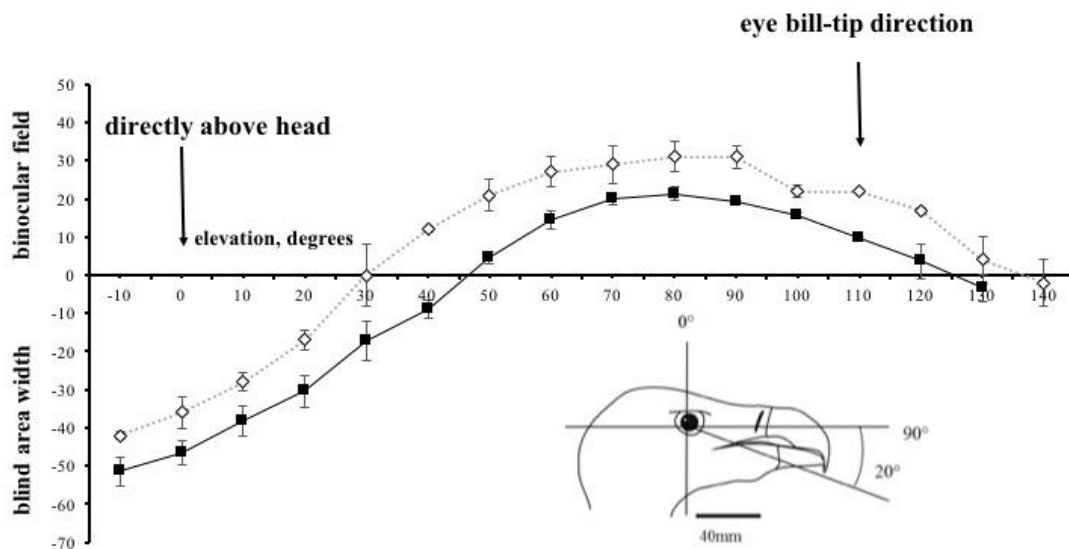 eye bill-tip direction
directly above head
elevation, degrees
binocular field
blind area width
50
40
30
20
10
0
-10
-20
-30
-40
-50
-60
-70
-10 0 10 20 30 40 50 60 70 80 90 100 110 120 130 140
0°
90°
20°
40mm